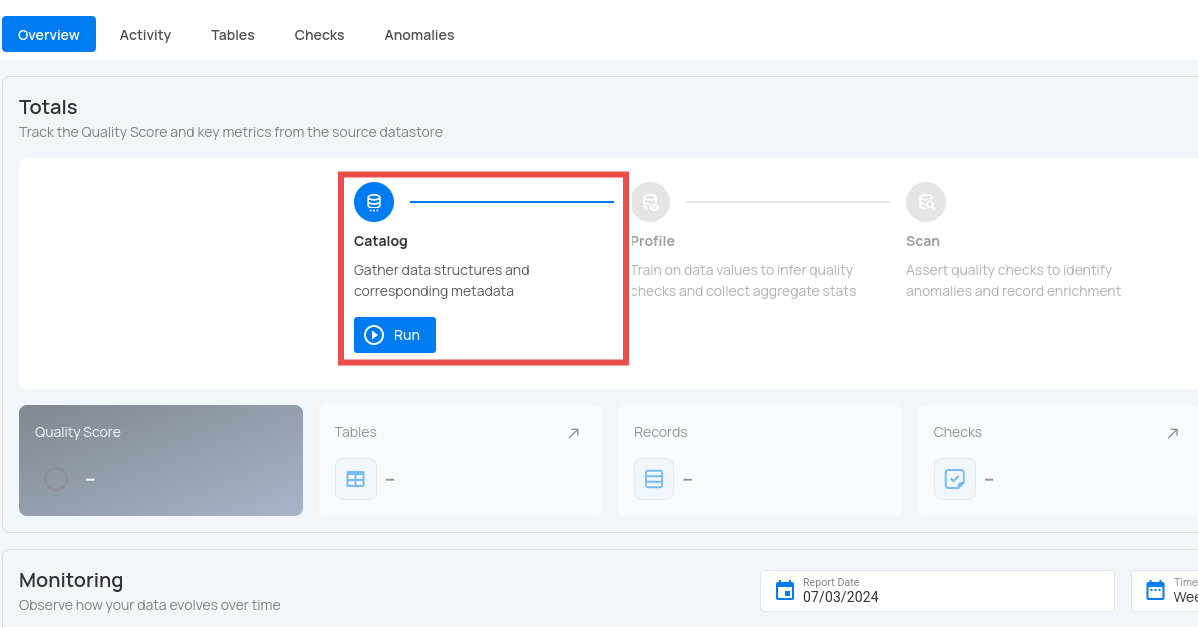 Overview Activity Tables Checks Anomalies
Totals
Track the Quality Score and key metrics from the source datastore
Catalog
Gather data structures and
corresponding metadata
Run
Profile
Train on data values to infer quality
checks and collect aggregate stats
Scan
Assert quality checks to identify
anomalies and record enrichment
Quality Score
–
Tables
–
Records
–
Checks
–
Monitoring
Observe how your data evolves over time
Report Date
07/03/2024
Time